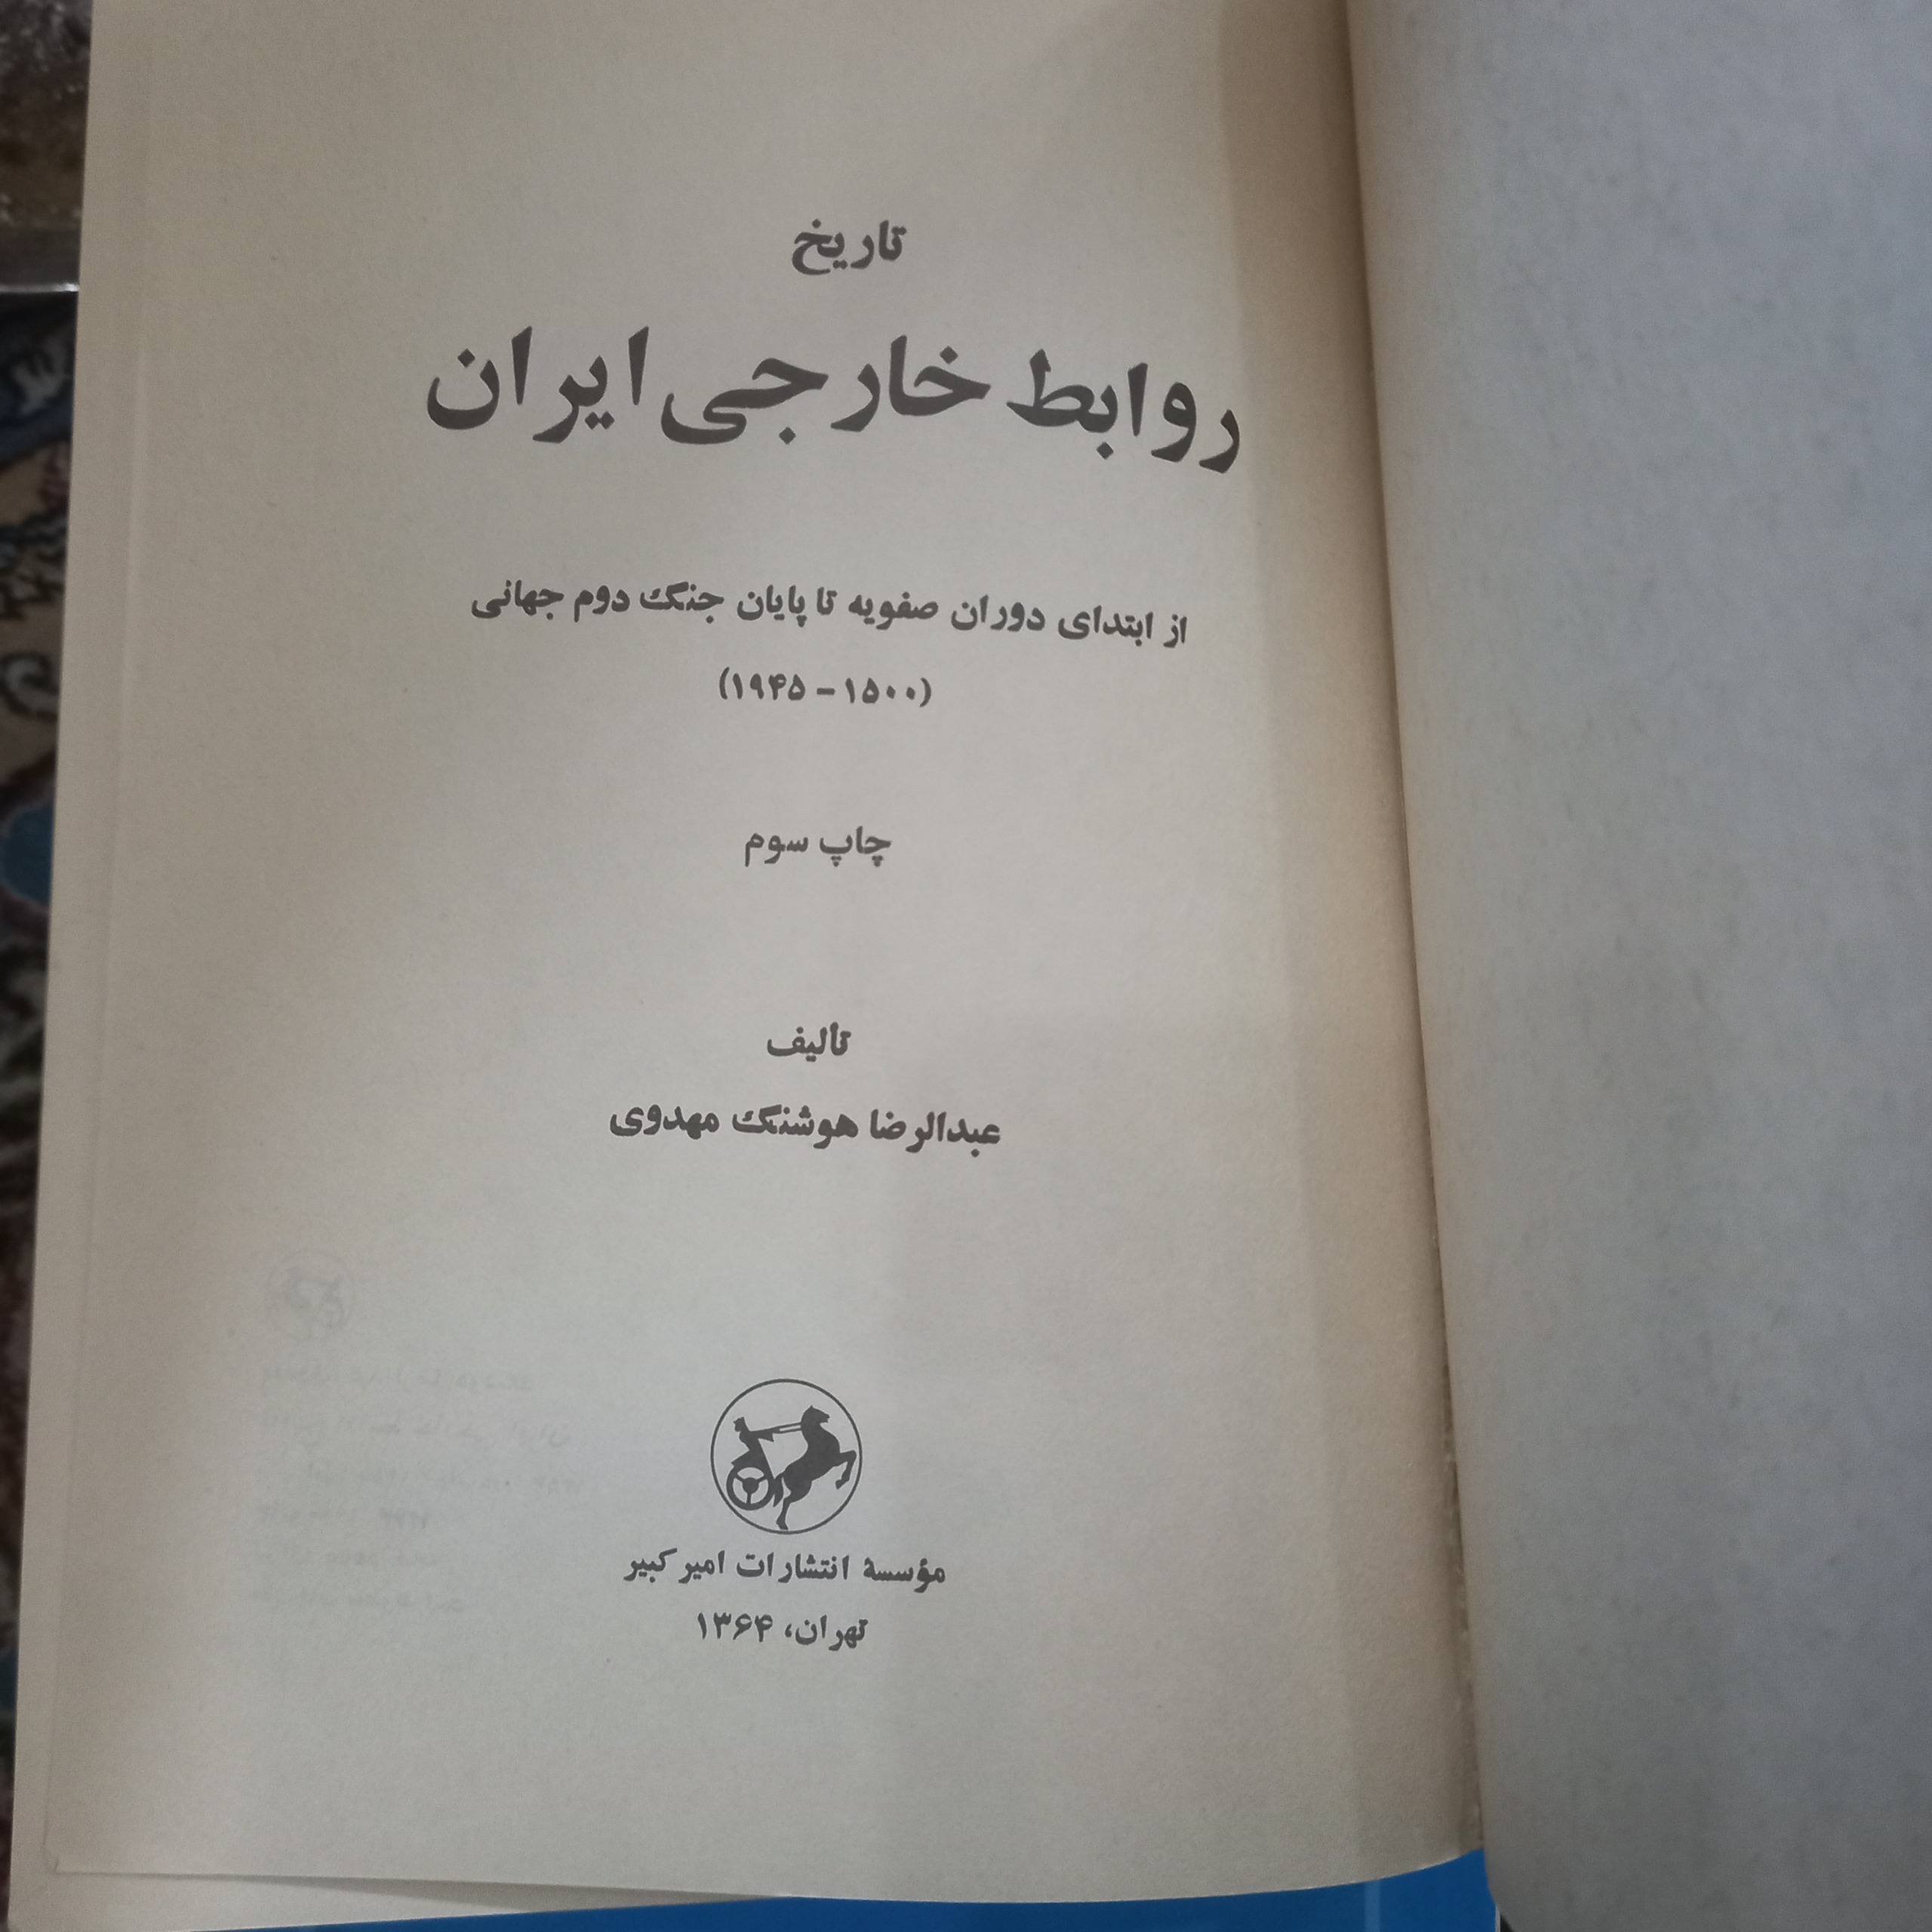 تاریخ
روابط خارجی ایران
از ابتدای دوران صفویه تا پایان جنگ دوم جهانی
(۱۵۰۰ – ۱۹۴۵)
چاپ سوم
تألیف
عبدالرضا هوشنگ مهدوی
مؤسسهٔ انتشارات امیرکبیر
تهران، ۱۳۶۴